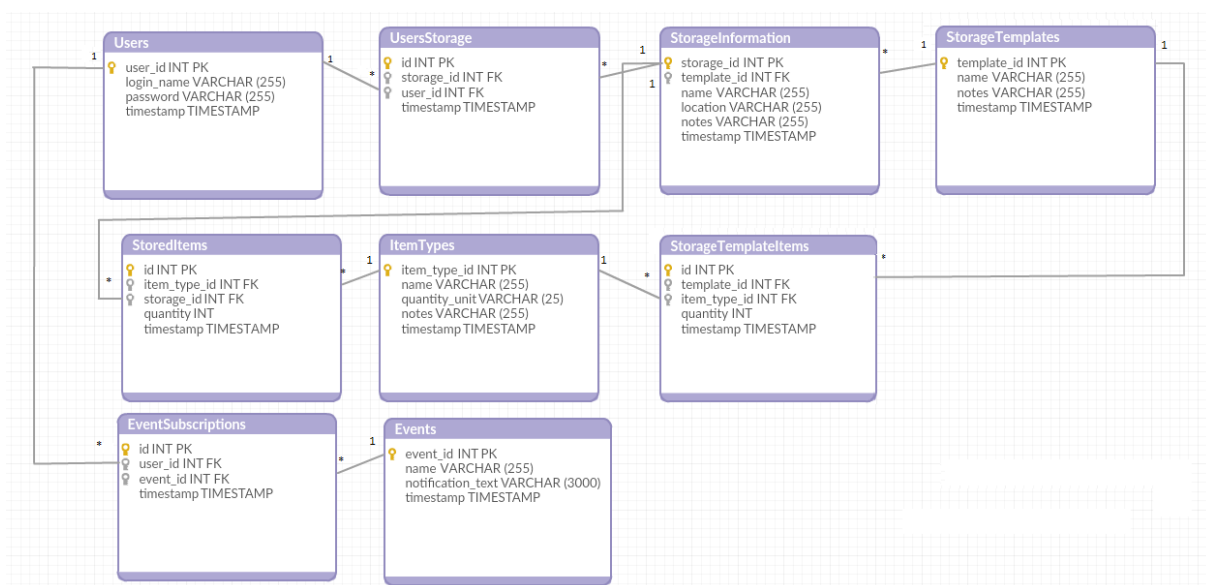 Users
user_id INT PK
login_name VARCHAR (255)
password VARCHAR (255)
timestamp TIMESTAMP
1
1
UsersStorage
id INT PK
storage_id INT FK
user_id INT FK
timestamp TIMESTAMP
*
*
StorageInformation
storage_id INT PK
template_id INT FK
name VARCHAR (255)
location VARCHAR (255)
notes VARCHAR (255)
timestamp TIMESTAMP
1
1
*
StorageTemplates
template_id INT PK
name VARCHAR (255)
notes VARCHAR (255)
timestamp TIMESTAMP
1
1
StoredItems
id INT PK
item_type_id INT FK
storage_id INT FK
quantity INT
timestamp TIMESTAMP
*
*
ItemTypes
item_type_id INT PK
name VARCHAR (255)
quantity_unit VARCHAR (25)
notes VARCHAR (255)
timestamp TIMESTAMP
1
1
StorageTemplateItems
id INT PK
template_id INT FK
item_type_id INT FK
quantity INT
timestamp TIMESTAMP
*
*
EventSubscriptions
id INT PK
user_id INT FK
event_id INT FK
timestamp TIMESTAMP
*
*
Events
event_id INT PK
name VARCHAR (255)
notification_text VARCHAR (3000)
timestamp TIMESTAMP
1